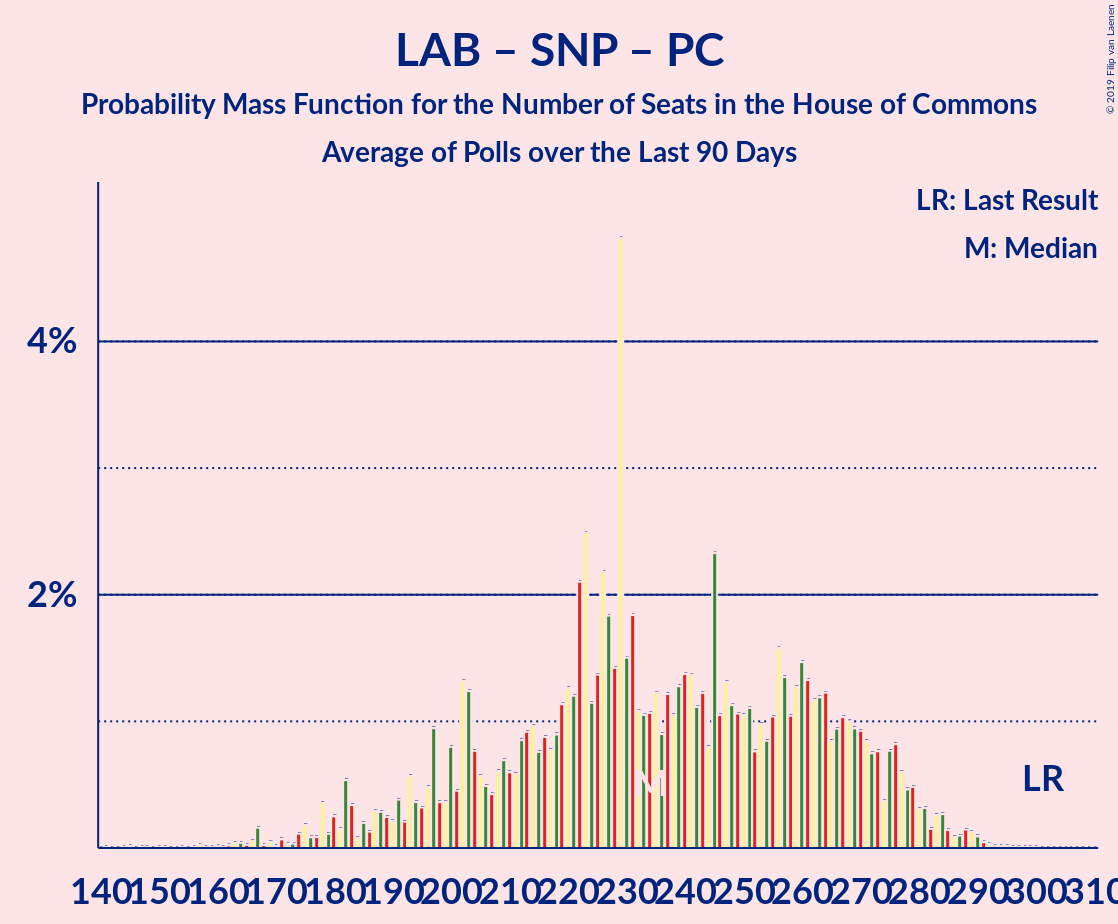 LAB – SNP – PC
Probability Mass Function for the Number of Seats in the House of Commons
Average of Polls over the Last 90 Days
© 2019 Filip van Laenen
LR: Last Result
M: Median
4%
2%
M
LR
140 150 160 170 180 190 200 210 220 230 240 250 260 270 280 290 300 310